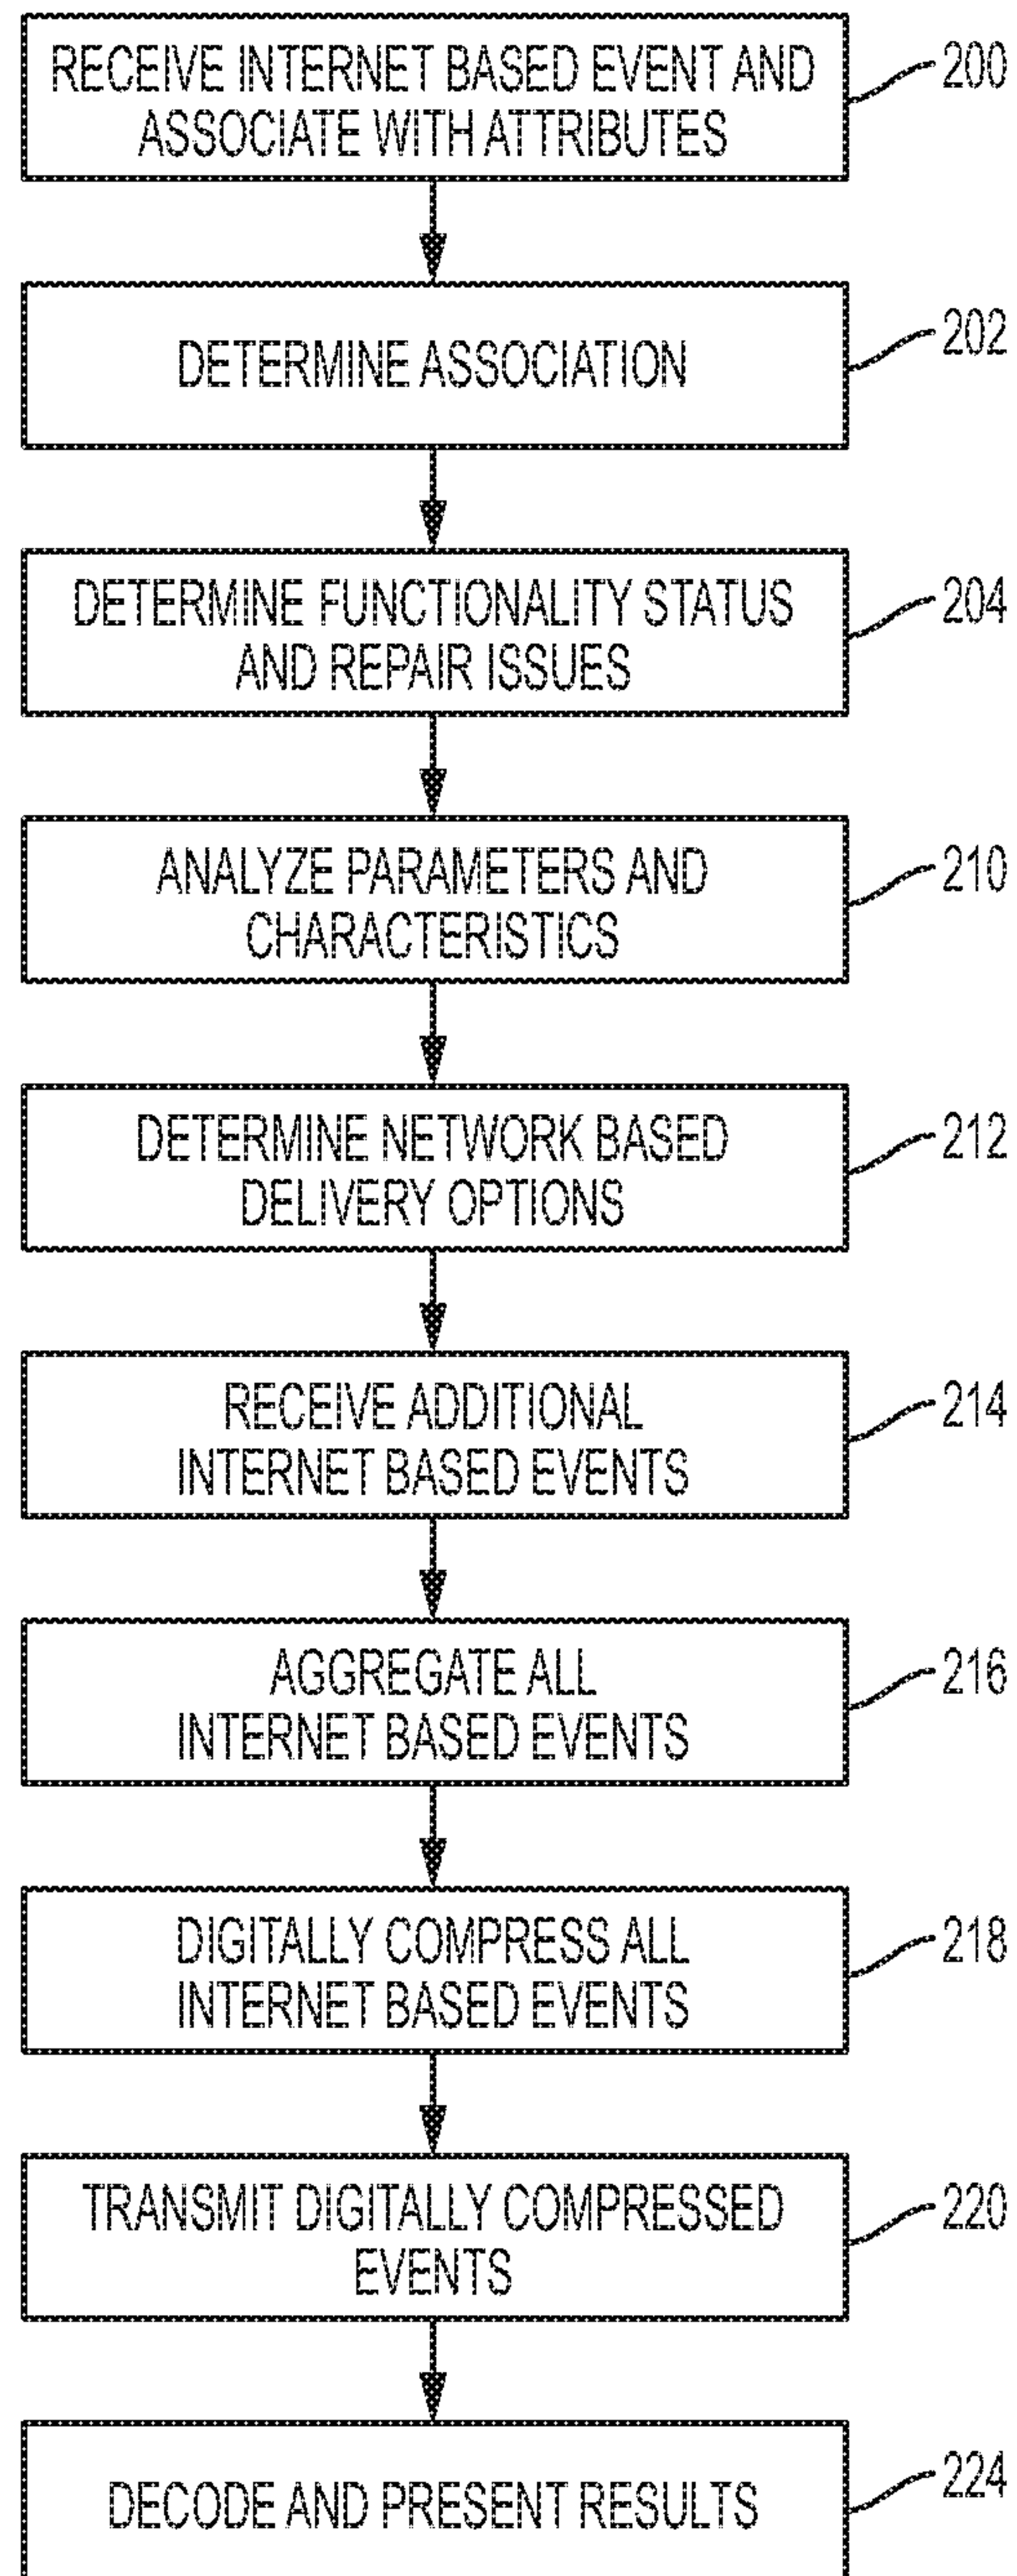 RECEIVE INTERNET BASED EVENT AND
ASSOCIATE WITH ATTRIBUTES
200
DETERMINE ASSOCIATION
202
DETERMINE FUNCTIONALITY STATUS
AND REPAIR ISSUES
204
ANALYZE PARAMETERS AND
CHARACTERISTICS
210
DETERMINE NETWORK BASED
DELIVERY OPTIONS
212
RECEIVE ADDITIONAL
INTERNET BASED EVENTS
214
AGGREGATE ALL
INTERNET BASED EVENTS
216
DIGITALLY COMPRESS ALL
INTERNET BASED EVENTS
218
TRANSMIT DIGITALLY COMPRESSED
EVENTS
220
DECODE AND PRESENT RESULTS
224